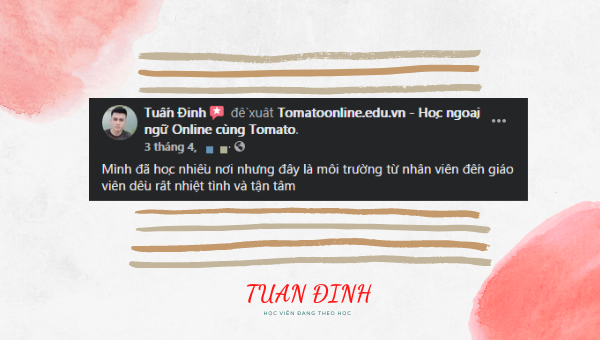 Tuấn Đinh đề xuất Tomatoonline.edu.vn - Học ngoại
ngữ Online cùng Tomato.
3 tháng 4,
Mình đã học nhiều nơi nhưng đây là môi trường từ nhân viên đến giáo
viên đều rất nhiệt tình và tận tâm
TUAN ĐINH
HỌC VIÊN ĐANG THEO HỌC